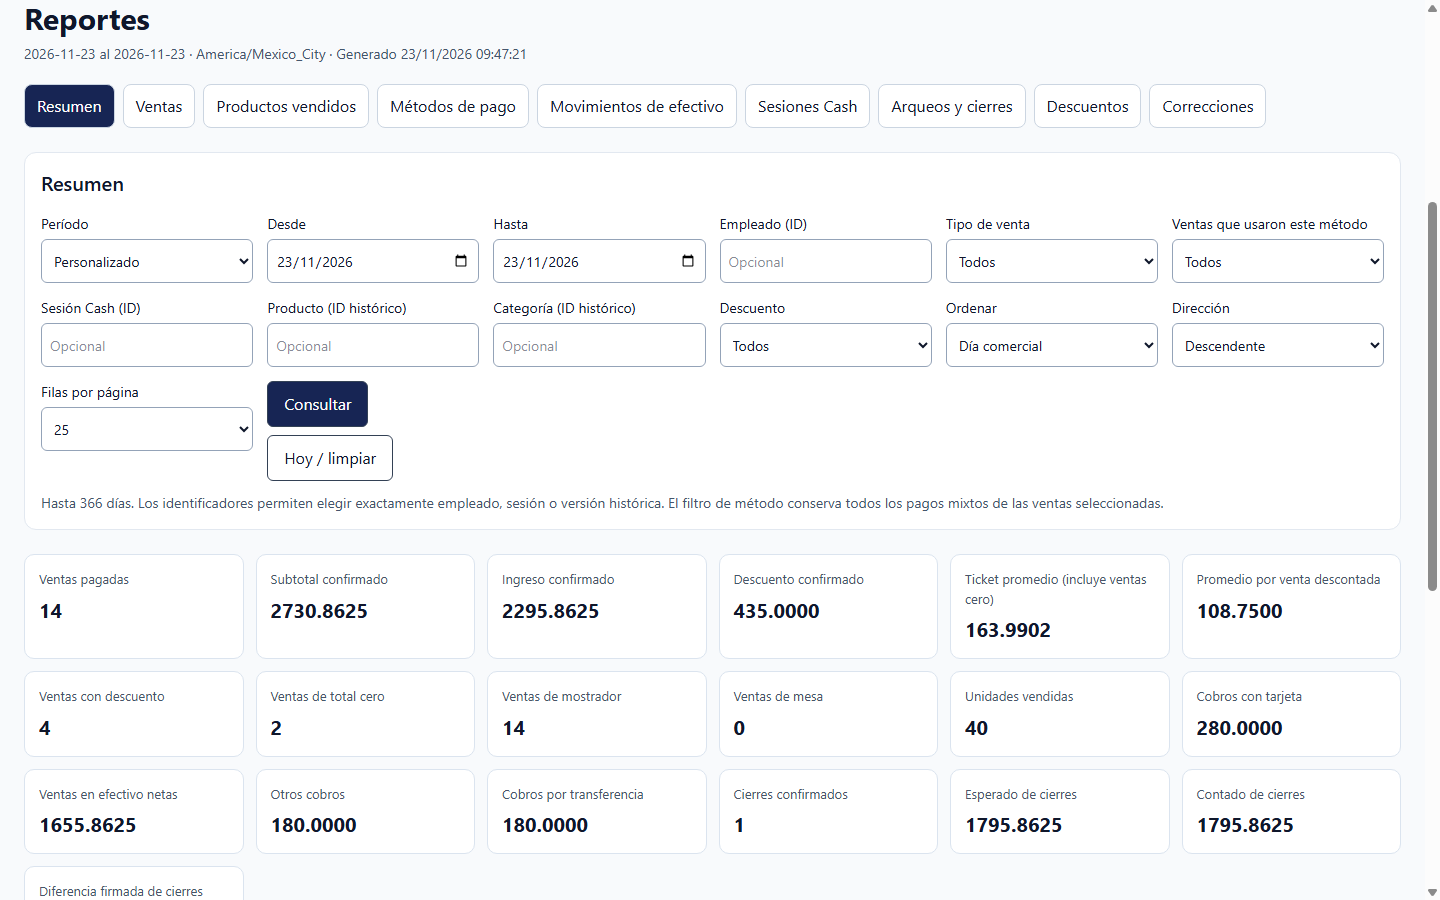 Reportes
2026-11-23 al 2026-11-23 · America/Mexico_City · Generado 23/11/2026 09:47:21
Resumen
Ventas
Productos vendidos
Métodos de pago
Movimientos de efectivo
Sesiones Cash
Arqueos y cierres
Descuentos
Correcciones
Resumen
Período
Desde
Hasta
Empleado (ID)
Tipo de venta
Ventas que usaron este método
Personalizado
23/11/2026
23/11/2026
Opcional
Todos
Todos
Sesión Cash (ID)
Producto (ID histórico)
Categoría (ID histórico)
Descuento
Ordenar
Dirección
Opcional
Opcional
Opcional
Todos
Día comercial
Descendente
Filas por página
25
Consultar
Hoy / limpiar
Hasta 366 días. Los identificadores permiten elegir exactamente empleado, sesión o versión histórica. El filtro de método conserva todos los pagos mixtos de las ventas seleccionadas.
Ventas pagadas
14
Subtotal confirmado
2730.8625
Ingreso confirmado
2295.8625
Descuento confirmado
435.0000
Ticket promedio (incluye ventas
cero)
163.9902
Promedio por venta descontada
108.7500
Ventas con descuento
4
Ventas de total cero
2
Ventas de mostrador
14
Ventas de mesa
0
Unidades vendidas
40
Cobros con tarjeta
280.0000
Ventas en efectivo netas
1655.8625
Otros cobros
180.0000
Cobros por transferencia
180.0000
Cierres confirmados
1
Esperado de cierres
1795.8625
Contado de cierres
1795.8625
Diferencia firmada de cierres